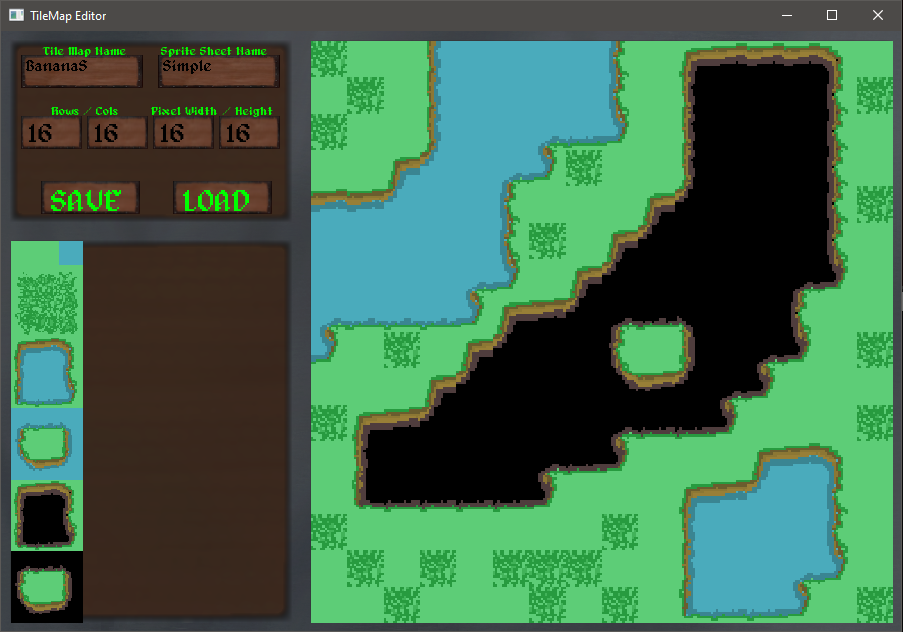 TileMap Editor
Tile Map Name Sprite Sheet Name
BananaS Simple
Rows / Cols Pixel Width / Height
16 16 16 16
SAVE LOAD